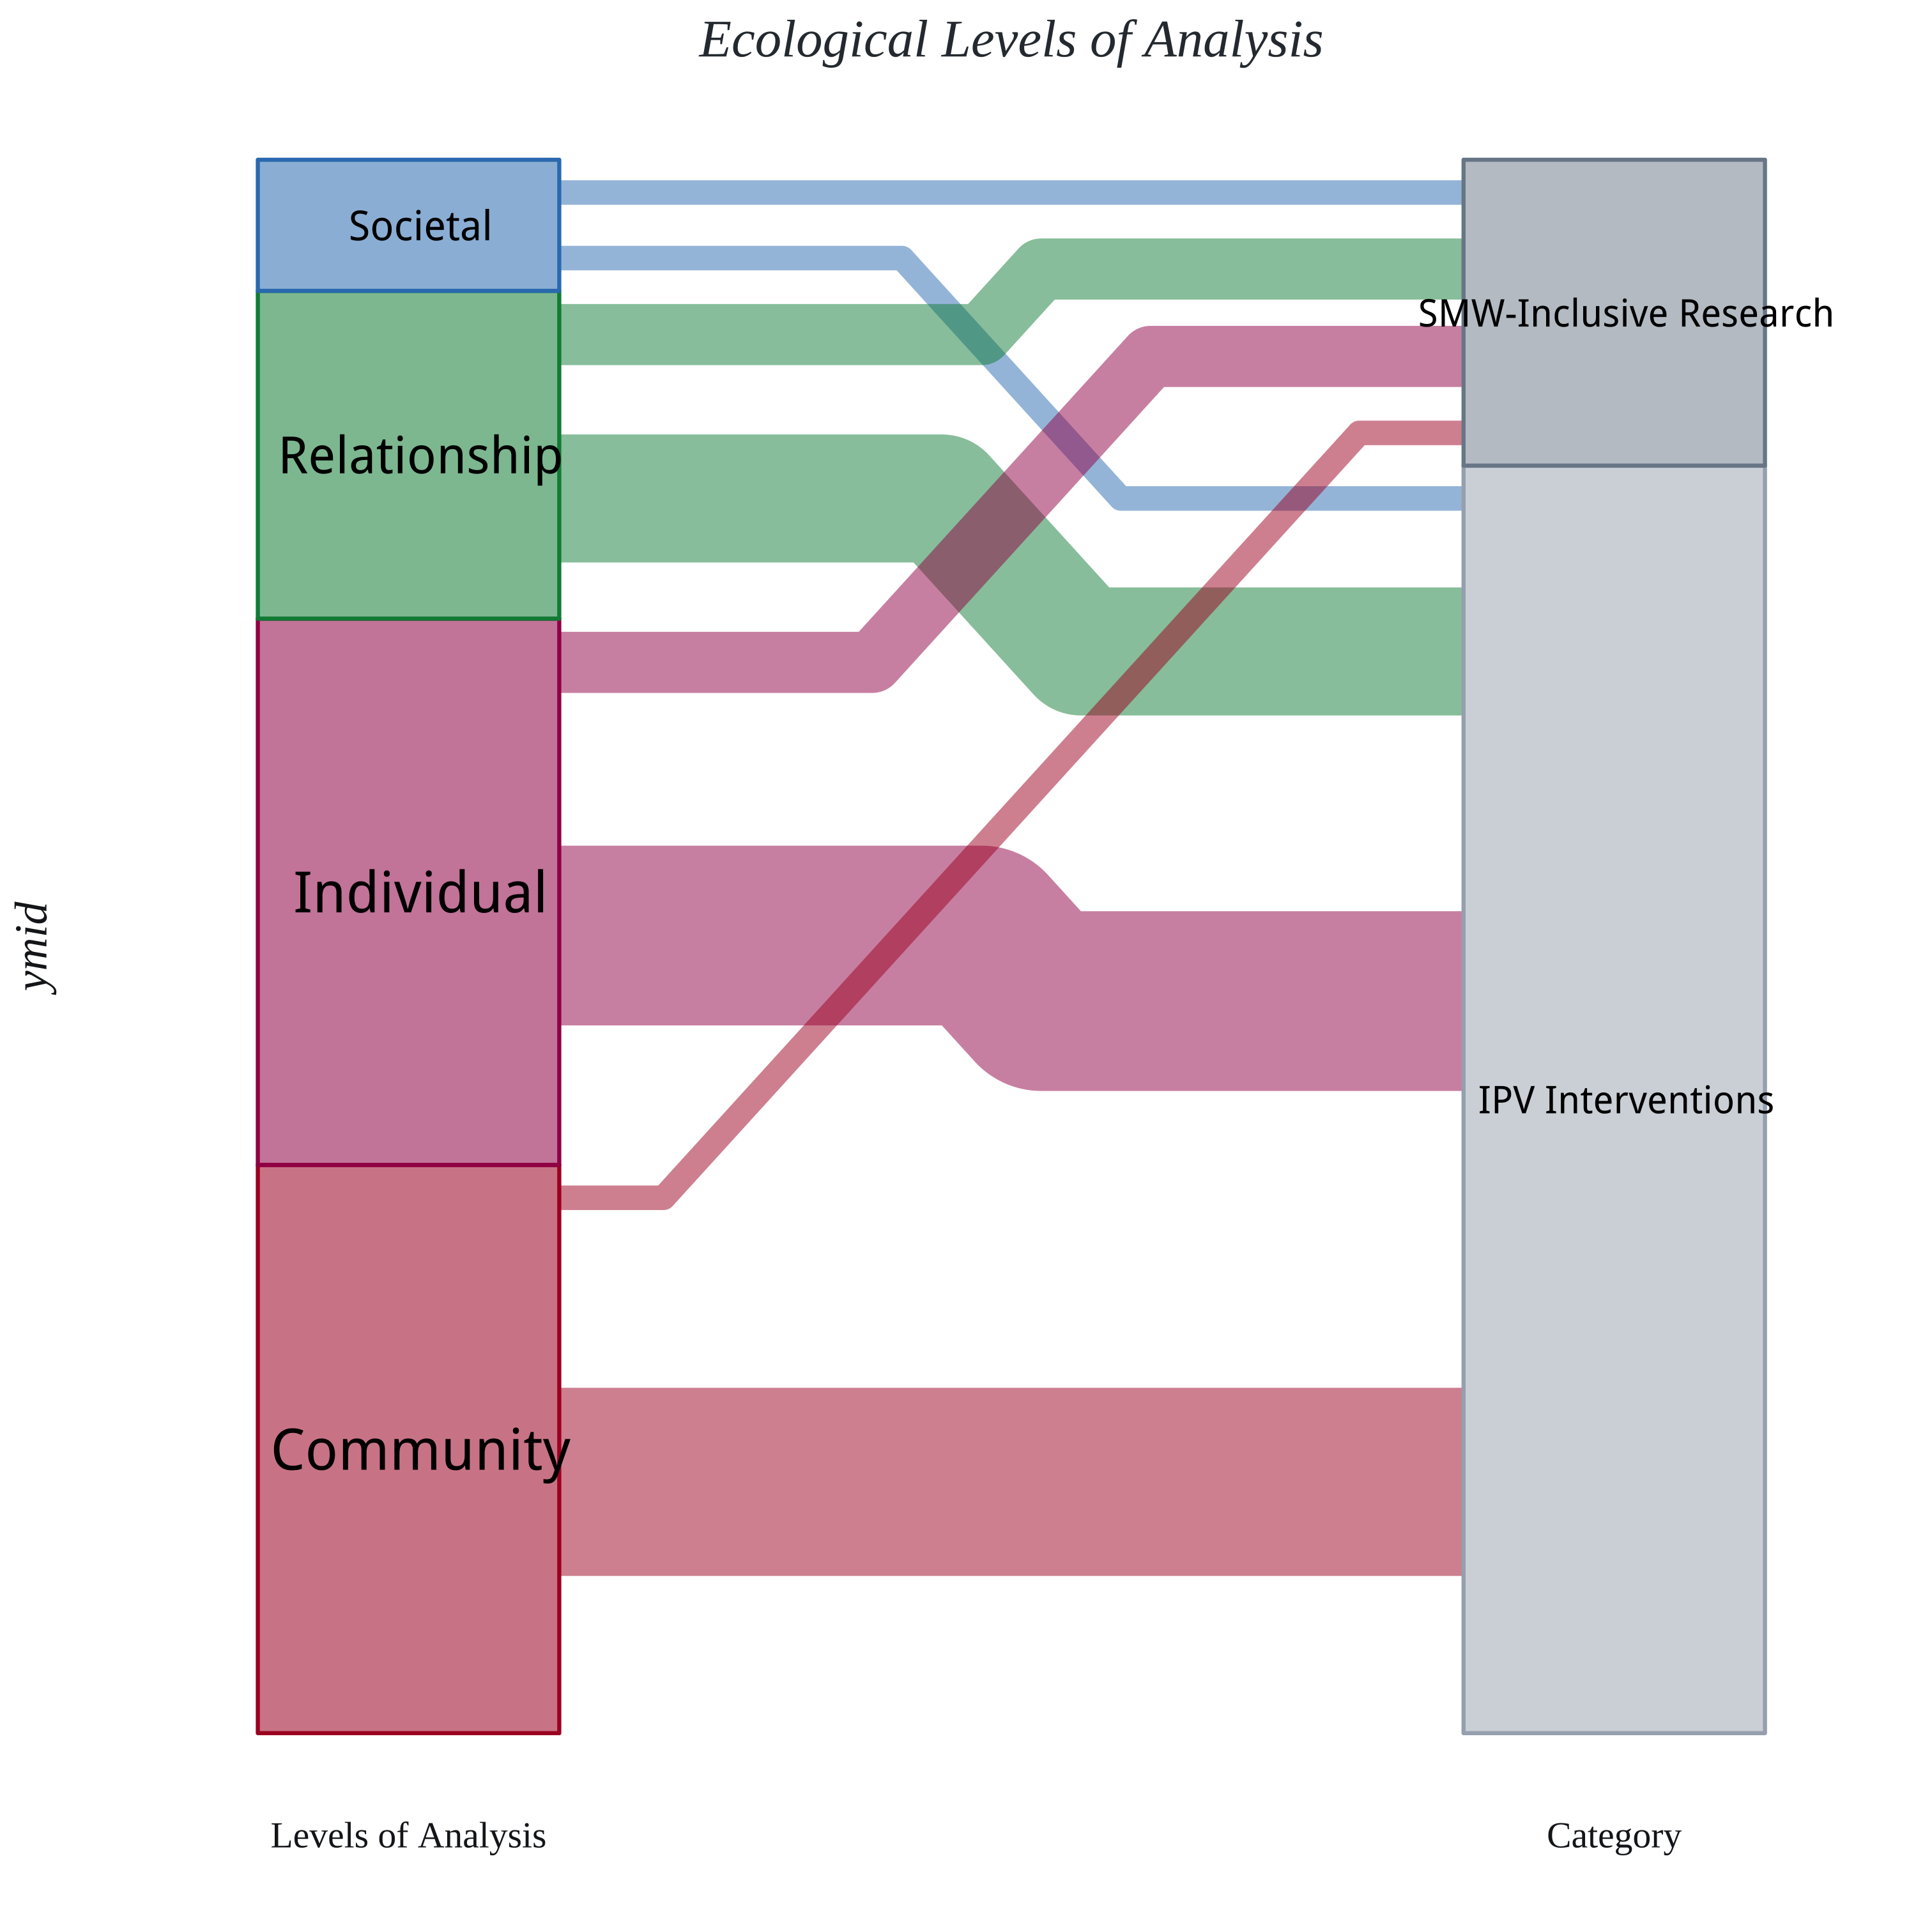 Ecological Levels of Analysis
Societal
SMW-Inclusive Research
Relationship
Individual
ymid
IPV Interventions
Community
Levels of Analysis
Category